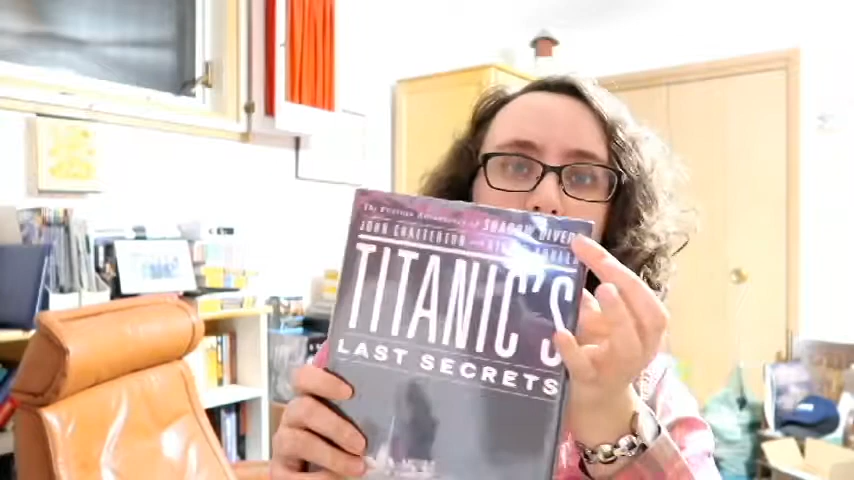 The Further Adventures of SHADOW DIVERS
JOHN CHATTERTON
TITANIC'S
LAST SECRETS